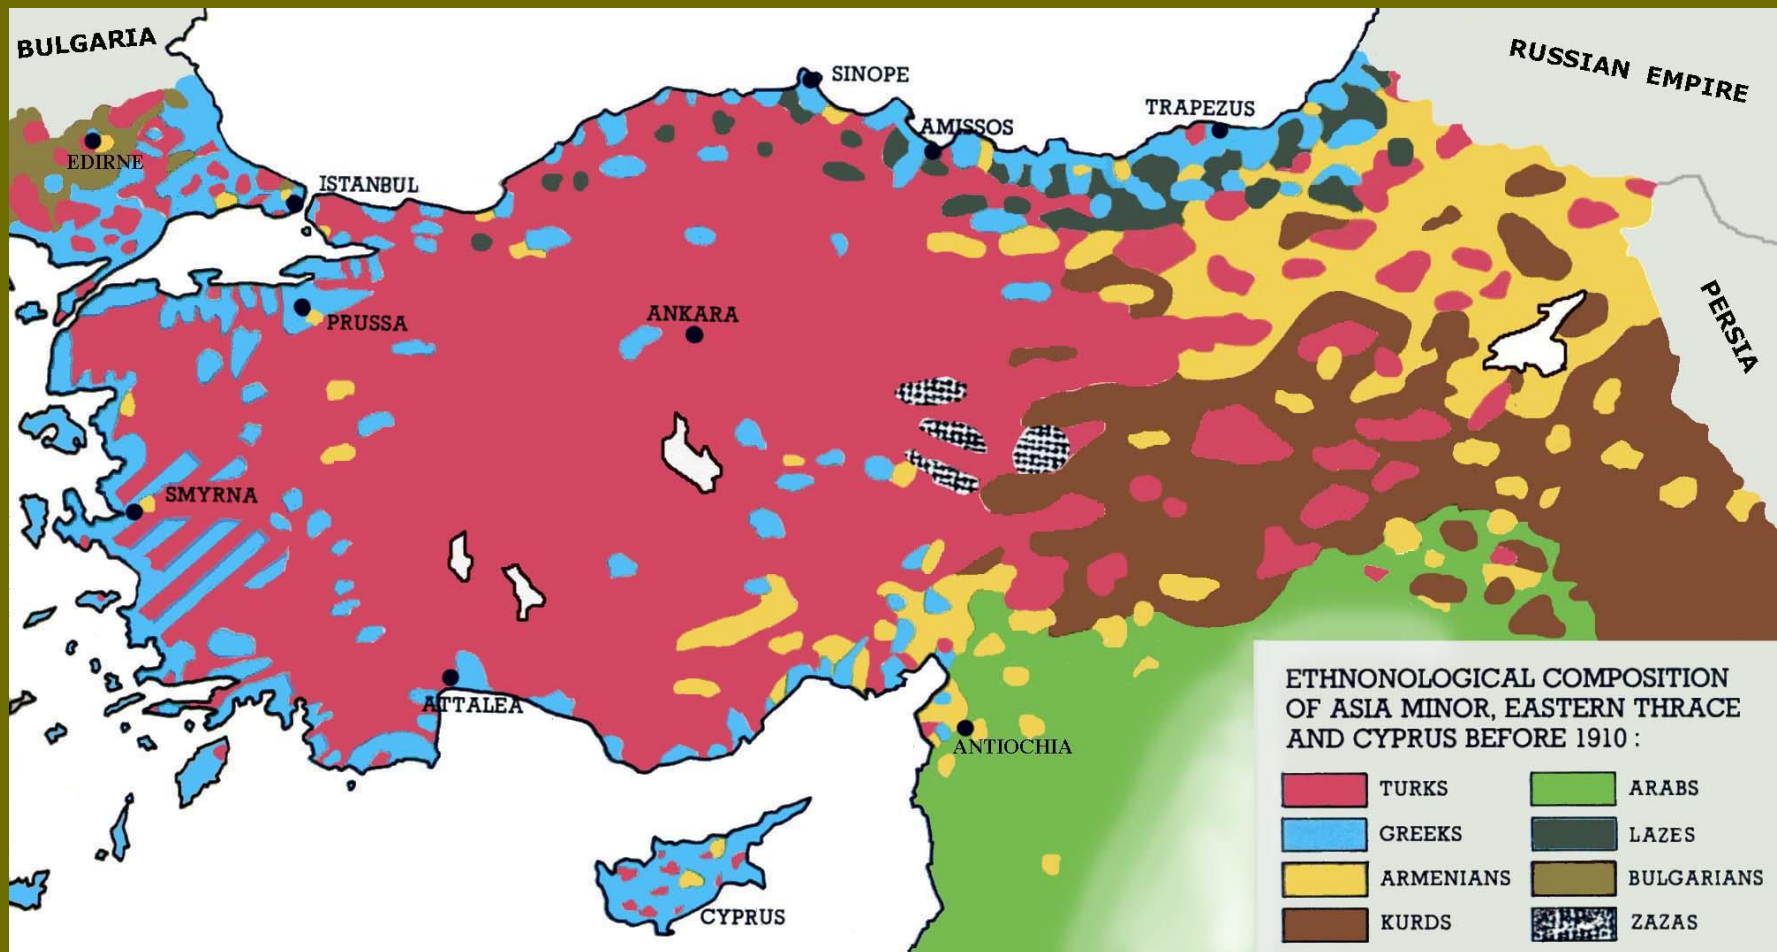 BULGARIA
RUSSIAN EMPIRE
SINOPE
TRAPEZUS
AMISSOS
EDIRNE
ISTANBUL
PERSIA
ANKARA
PRUSSA
SMYRNA
ATTALEA
ANTIOCHIA
CYPRUS
ETHNONOLOGICAL COMPOSITION
OF ASIA MINOR, EASTERN THRACE
AND CYPRUS BEFORE 1910 :
TURKS
ARABS
GREEKS
LAZES
ARMENIANS
BULGARIANS
KURDS
ZAZAS